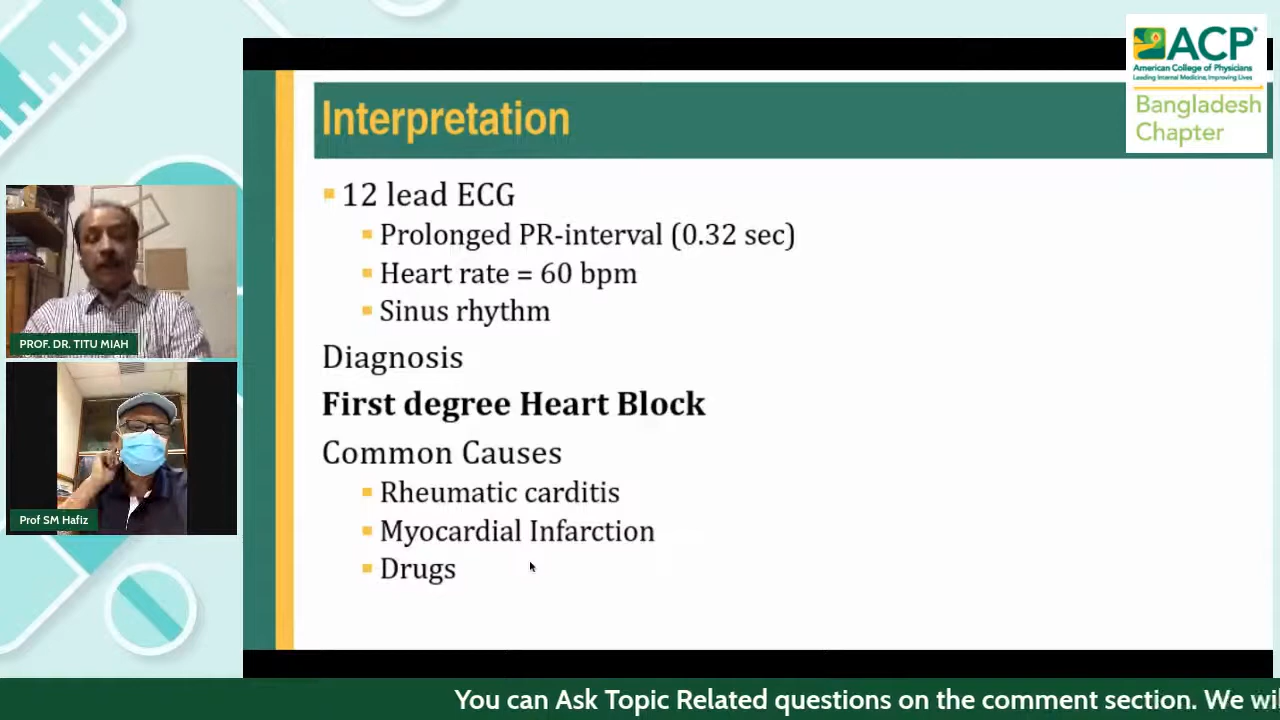 ACP
American College of Physicians
Leading Internal Medicine, Improving Lives
Bangladesh
Chapter
Interpretation
12 lead ECG
Prolonged PR-interval (0.32 sec)
Heart rate = 60 bpm
Sinus rhythm
Diagnosis
First degree Heart Block
Common Causes
Rheumatic carditis
Myocardial Infarction
Drugs
PROF. DR. TITU MIAH
Prof SM Hafiz
You can Ask Topic Related questions on the comment section. We wil